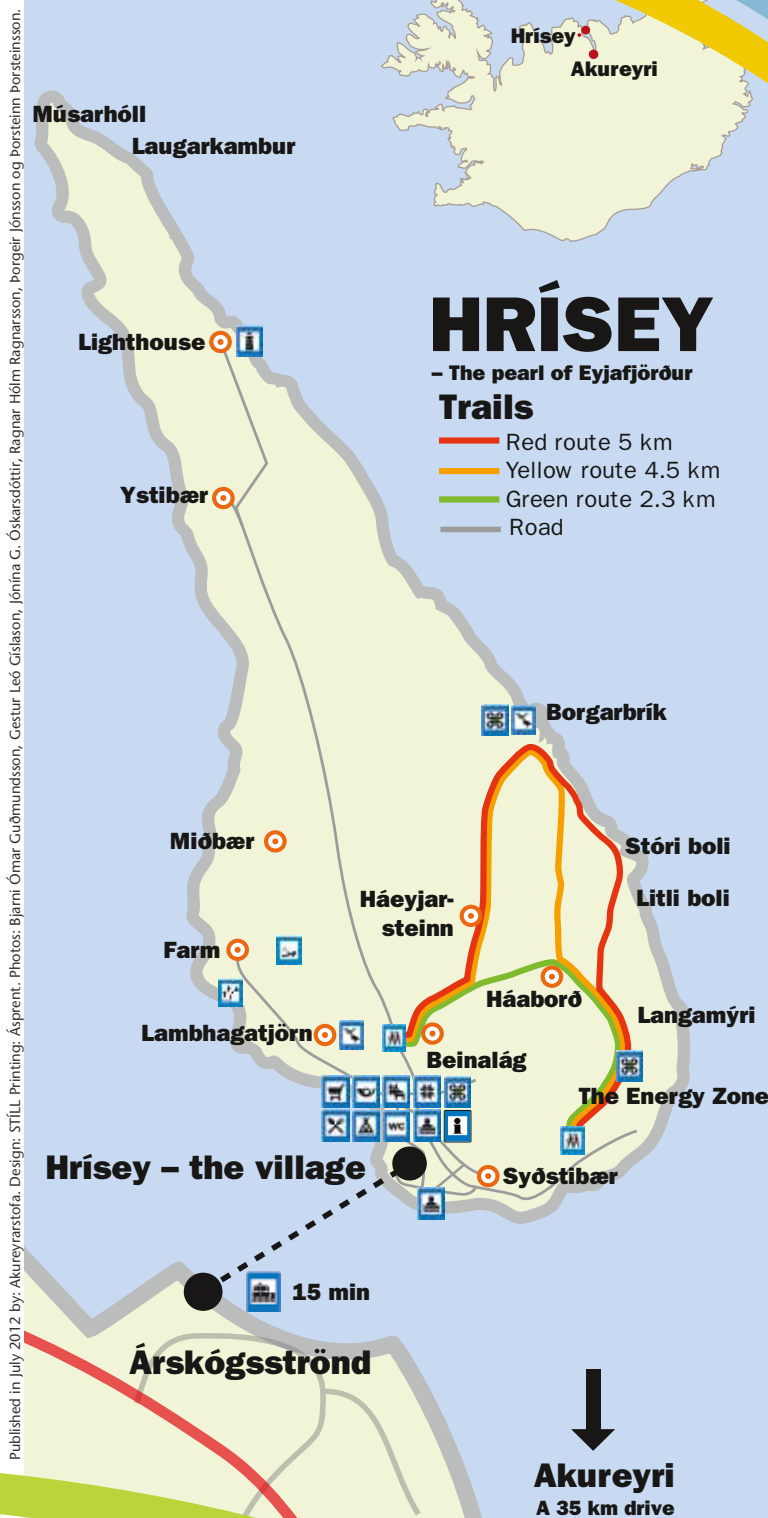 Hrísey
Akureyri
Músarhóll
Laugarkambur
HRÍSEY
– The pearl of Eyjafjörður
Trails
Red route 5 km
Yellow route 4.5 km
Green route 2.3 km
Road
Lighthouse
Ystibær
Borgarbrík
Miðbær
Stóri boli
Háeyjar-
steinn
Litli boli
Farm
Háaborð
Langamýri
Lambhagatjörn
Beinalág
The Energy Zone
WC
Hrísey – the village
Syðstibær
15 min
Árskógsströnd
Akureyri
A 35 km drive
Published in July 2012 by: Akureyrarstofa. Design: STÍLL Printing: Ásprent. Photos: Bjarni Ómar Guðmundsson, Gestur Leó Gíslason, Jónína G. Óskarsdóttir, Ragnar Hólm Ragnarsson, Þorgeir Jónsson og Þorsteinn Þorsteinsson.